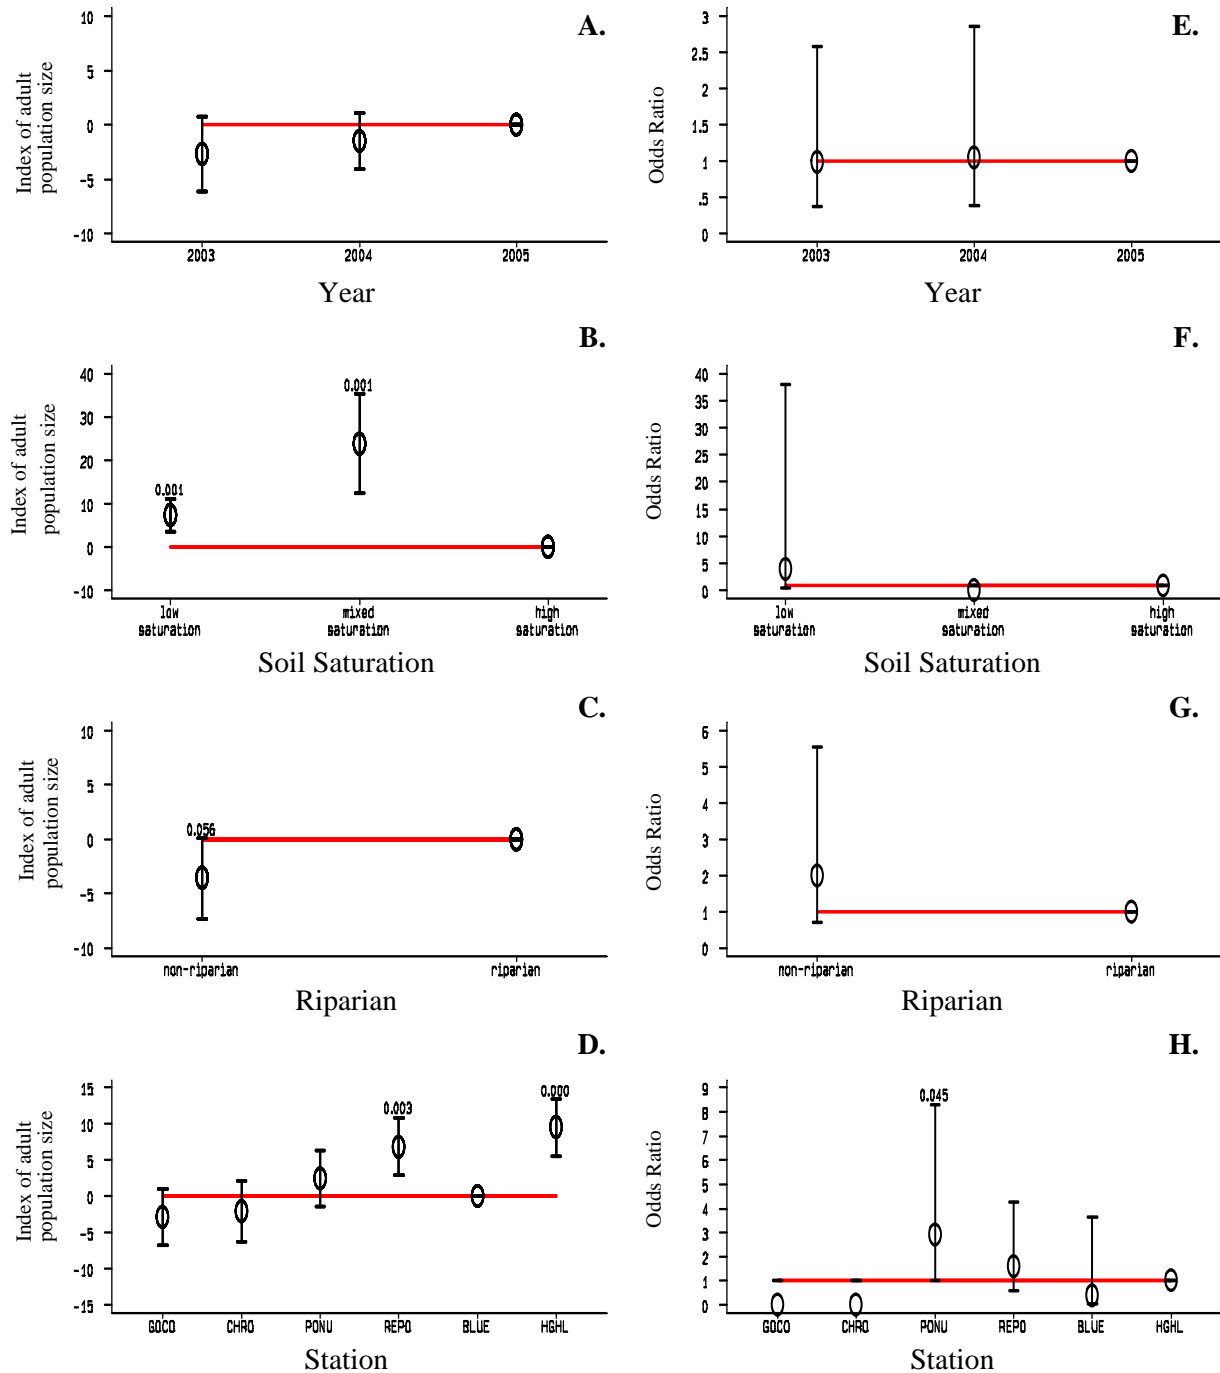 A.
Index of adult
population size
10
5
0
-5
-10
2003 2004 2005
Year
E.
Odds Ratio
3
2.5
2
1.5
1
.5
0
2003 2004 2005
Year
B.
Index of adult
population size
40
30
20
10
0
-10
0.001
0.001
low saturation
mixed saturation
high saturation
Soil Saturation
F.
Odds Ratio
40
35
30
25
20
15
10
5
0
low saturation
mixed saturation
high saturation
Soil Saturation
C.
Index of adult
population size
10
5
0
-5
-10
0.056
non-riparian riparian
Riparian
G.
Odds Ratio
6
5
4
3
2
1
0
non-riparian riparian
Riparian
D.
Index of adult
population size
15
10
5
0
-5
-10
-15
0.003
0.000
GOCO CHRO PONU REPO BLUE HGHL
Station
H.
Odds Ratio
9
8
7
6
5
4
3
2
1
0
0.045
GOCO CHRO PONU REPO BLUE HGHL
Station